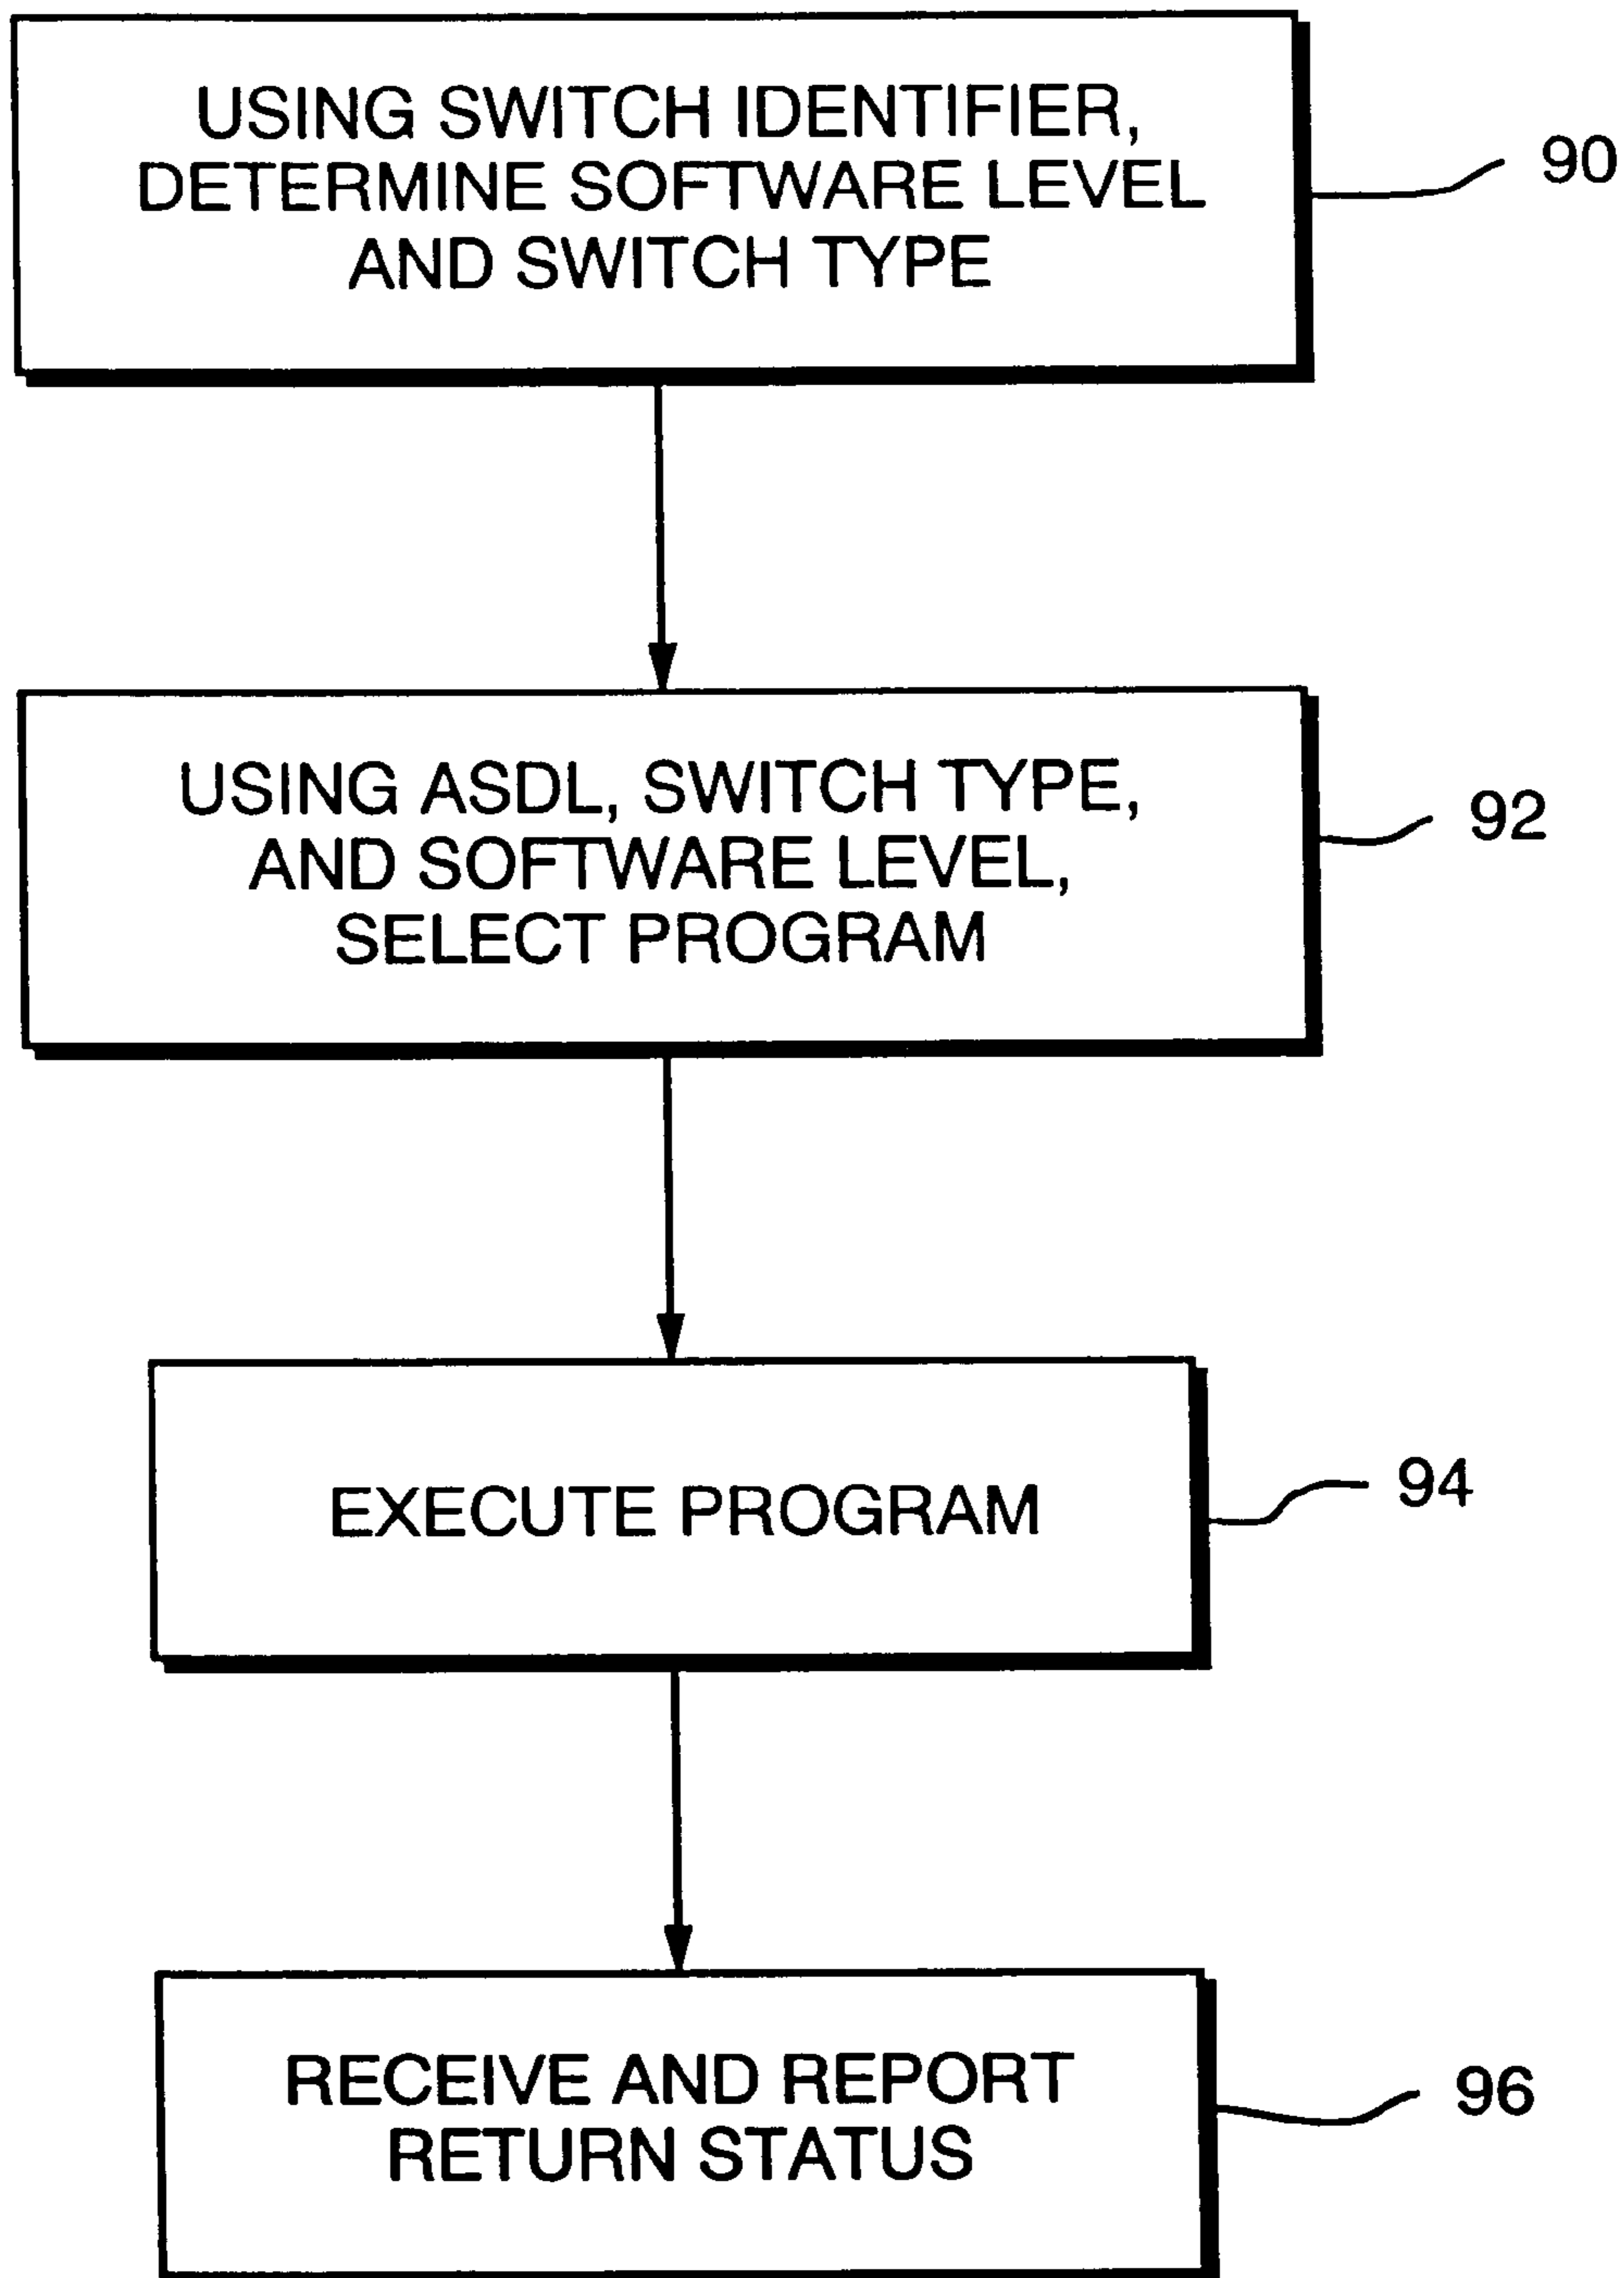 USING SWITCH IDENTIFIER,
DETERMINE SOFTWARE LEVEL
AND SWITCH TYPE
90
USING ASDL, SWITCH TYPE,
AND SOFTWARE LEVEL,
SELECT PROGRAM
92
EXECUTE PROGRAM
94
RECEIVE AND REPORT
RETURN STATUS
96